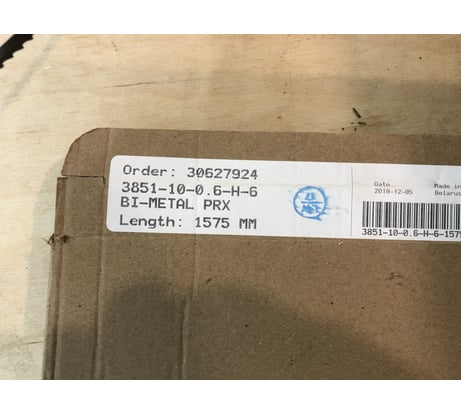 Order: 30627924
3851-10-0.6-H-6
BI-METAL PRX
Length: 1575 MM
Date
2018-12-05
Made in
Belarus
3851-10-0.6-H-6-1575